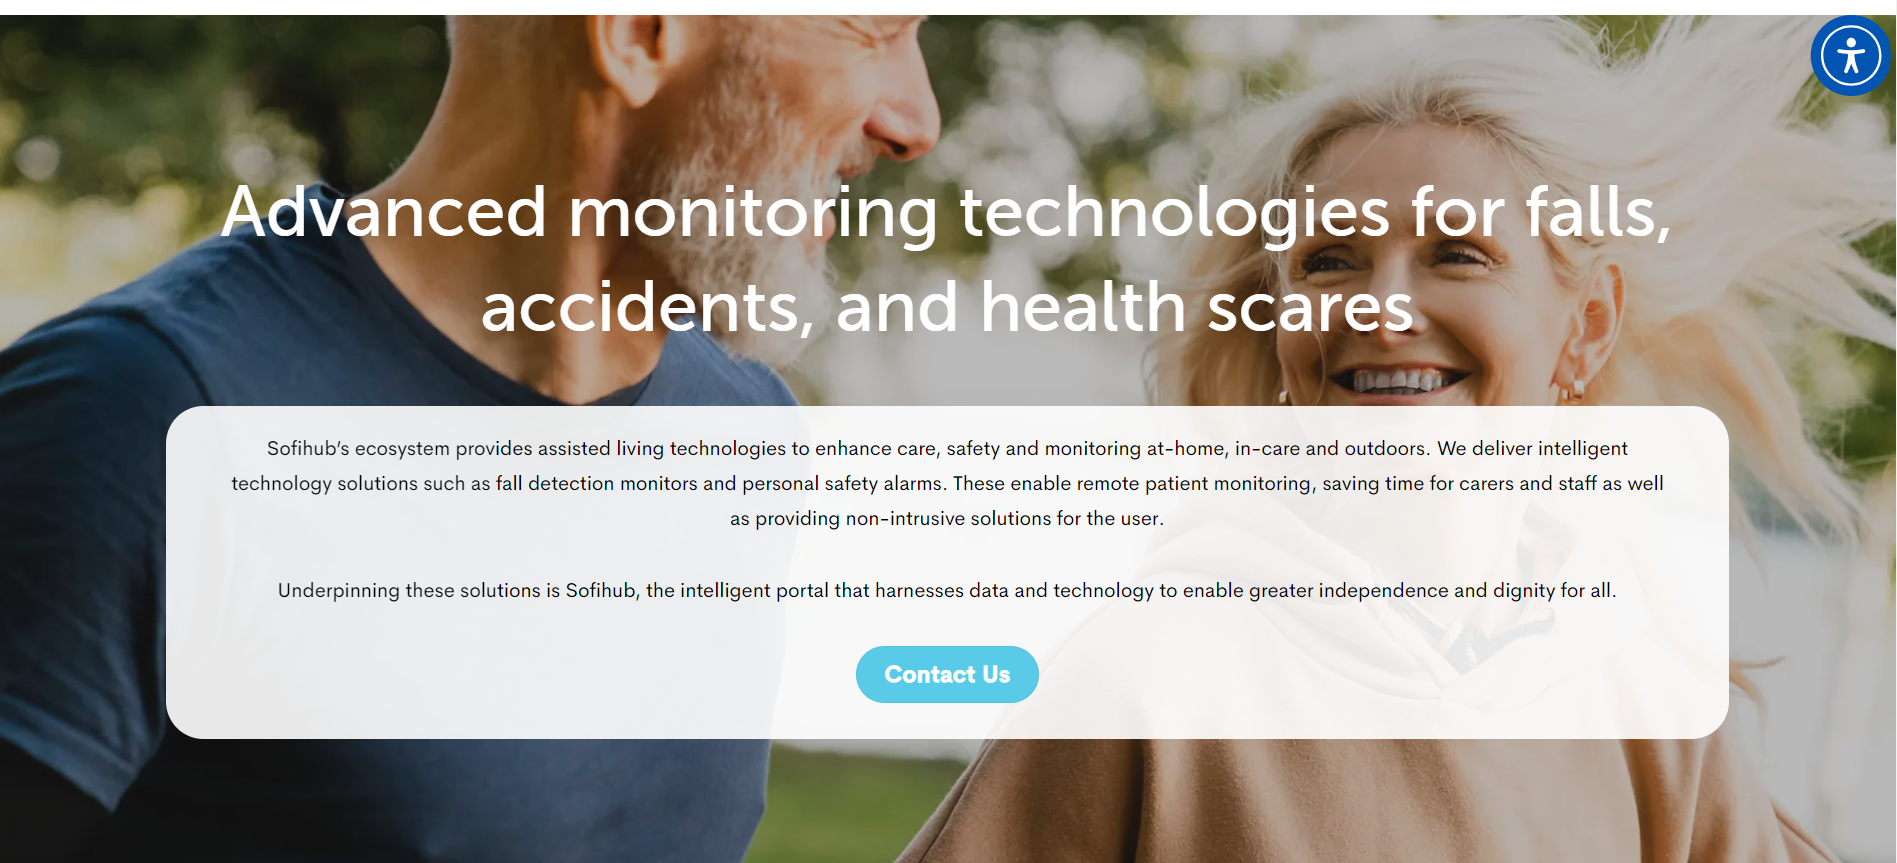 Advanced monitoring technologies for falls,
accidents, and health scares
Sofihub’s ecosystem provides assisted living technologies to enhance care, safety and monitoring at-home, in-care and outdoors. We deliver intelligent
technology solutions such as fall detection monitors and personal safety alarms. These enable remote patient monitoring, saving time for carers and staff as well
as providing non-intrusive solutions for the user.
Underpinning these solutions is Sofihub, the intelligent portal that harnesses data and technology to enable greater independence and dignity for all.
Contact Us